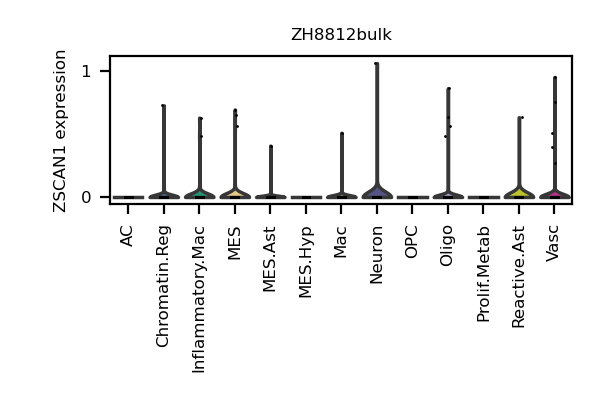 ZH8812bulk
ZSCAN1 expression
1
0
AC
Chromatin.Reg
Inflammatory.Mac
MES
MES.Ast
MES.Hyp
Mac
Neuron
OPC
Oligo
Prolif.Metab
Reactive.Ast
Vasc